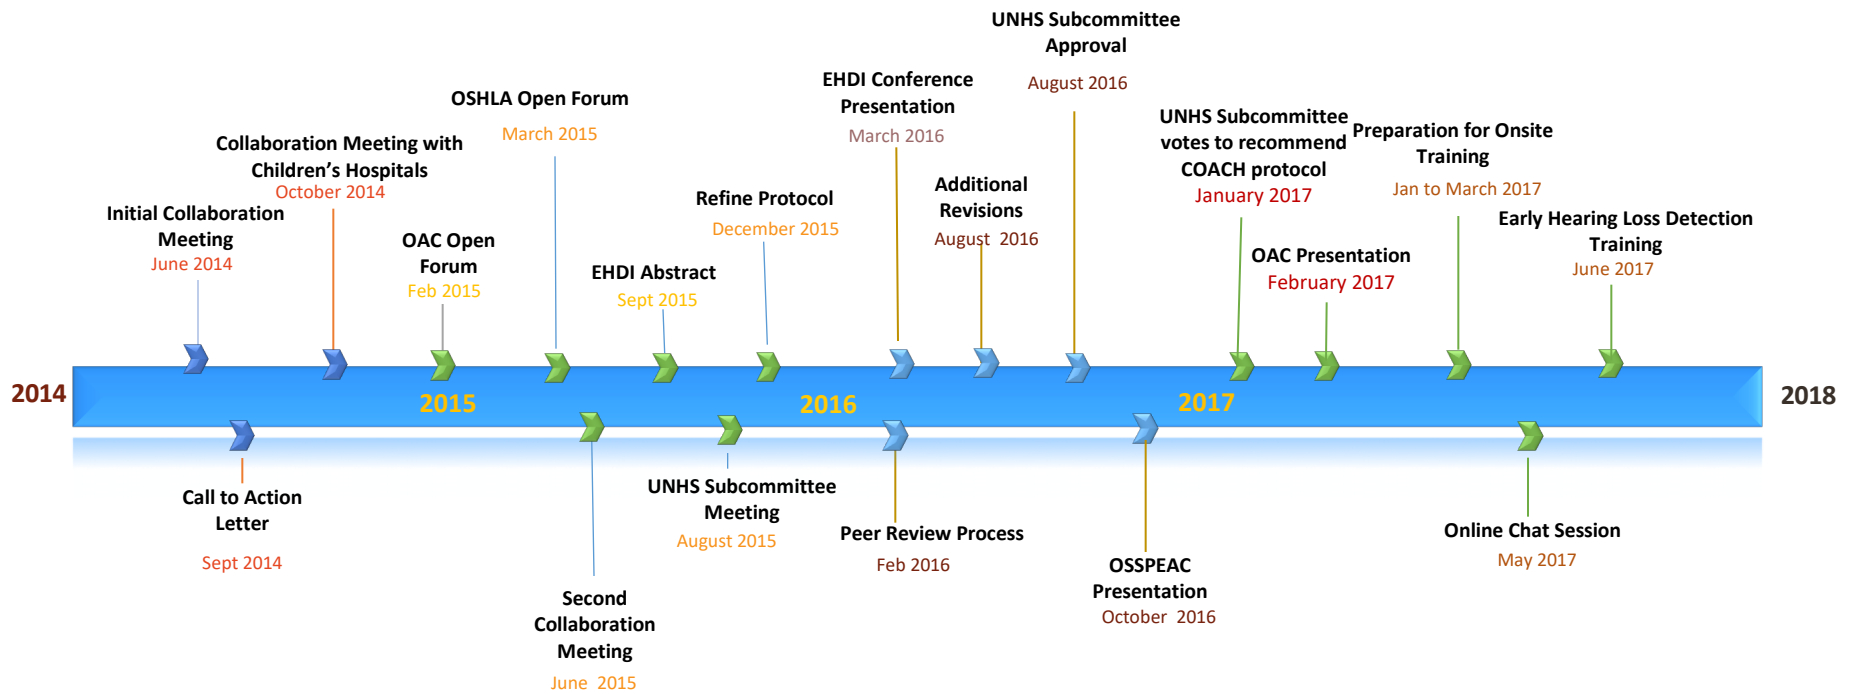 UNHS Subcommittee
Approval
August 2016
EHDI Conference
Presentation
March 2016
OSHLA Open Forum
March 2015
UNHS Subcommittee
votes to recommend
COACH protocol
January 2017
Preparation for Onsite
Training
Jan to March 2017
Collaboration Meeting with
Children’s Hospitals
October 2014
Additional
Revisions
August  2016
Refine Protocol
December 2015
Initial Collaboration
Meeting
June 2014
Early Hearing Loss Detection
Training
June 2017
OAC Open
Forum
Feb 2015
EHDI Abstract
Sept 2015
OAC Presentation
February 2017
2014
2015
2016
2017
2018
Call to Action
Letter
Sept 2014
UNHS Subcommittee
Meeting
August 2015
Peer Review Process
Feb 2016
Online Chat Session
May 2017
OSSPEAC
Presentation
October  2016
Second
Collaboration
Meeting
June  2015